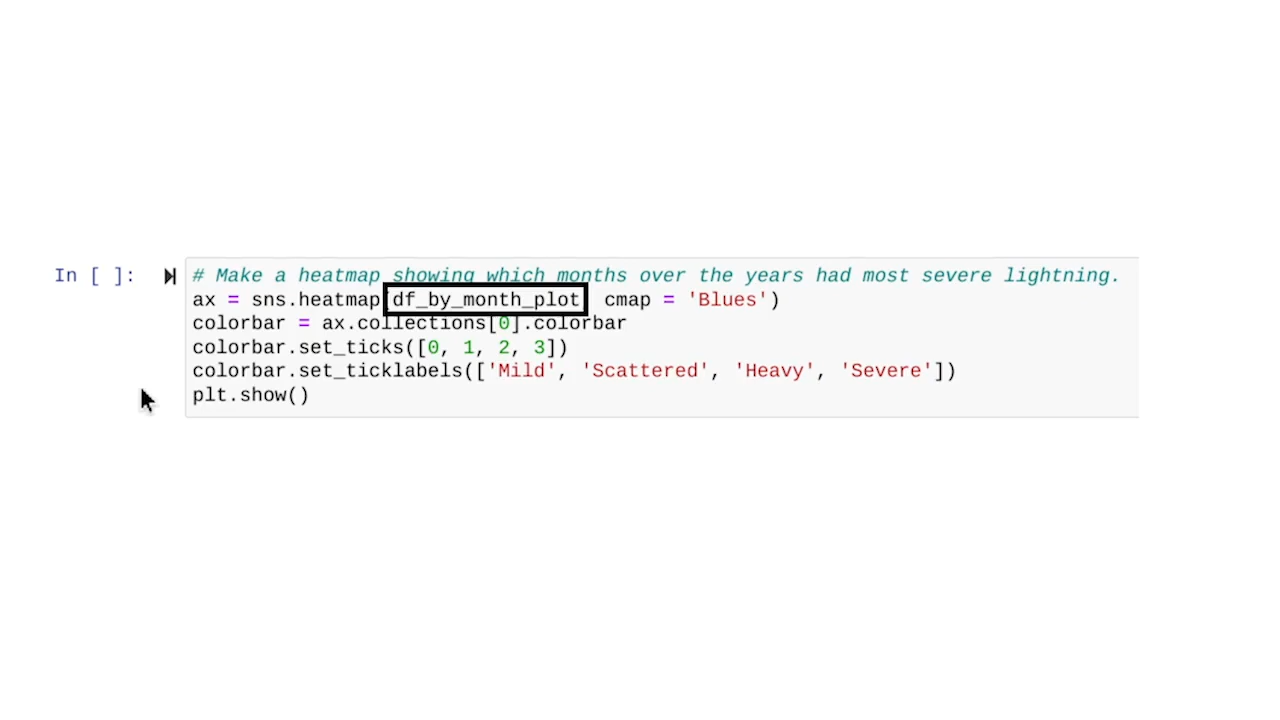 In [ ]:
# Make a heatmap showing which months over the years had most severe lightning.
ax = sns.heatmap(df_by_month_plot, cmap = 'Blues')
colorbar = ax.collections[0].colorbar
colorbar.set_ticks([0, 1, 2, 3])
colorbar.set_ticklabels(['Mild', 'Scattered', 'Heavy', 'Severe'])
plt.show()